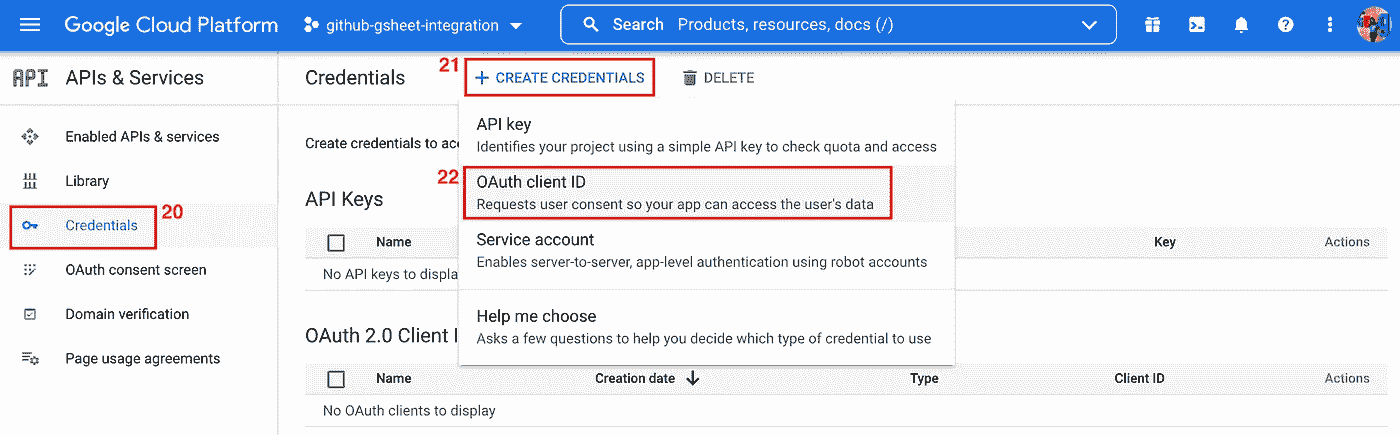 Google Cloud Platform
github-gsheet-integration
Search Products, resources, docs (/)
API APIs & Services
Credentials
21
+ CREATE CREDENTIALS
DELETE
Enabled APIs & services
Library
20
Credentials
OAuth consent screen
Domain verification
Page usage agreements
Create credentials to
API key
Identifies your project using a simple API key to check quota and access
22
OAuth client ID
Requests user consent so your app can access the user's data
Service account
Enables server-to-server, app-level authentication using robot accounts
Help me choose
Asks a few questions to help you decide which type of credential to use
API Keys
Name Key Actions
No API keys to displa
OAuth 2.0 Client I
Name Creation date Type Client ID Actions
No OAuth clients to display